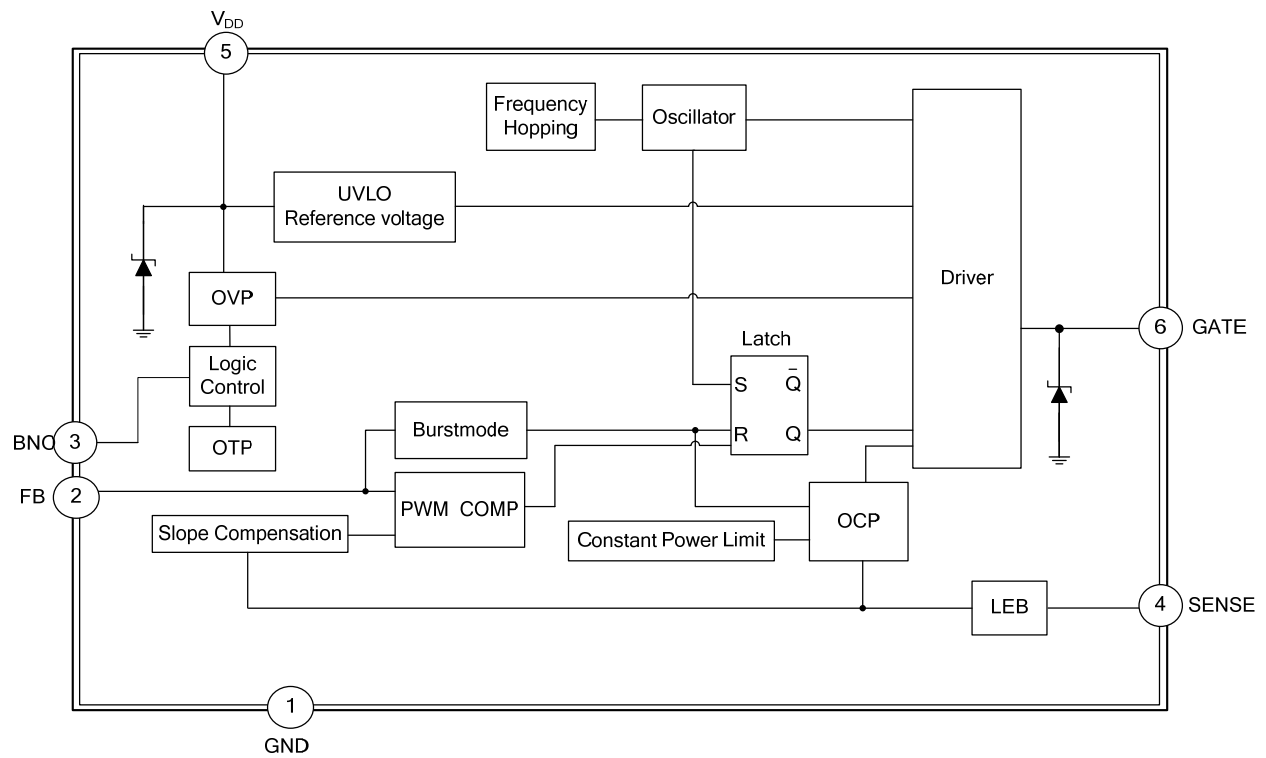 VDD
5
Frequency
Hopping
Oscillator
UVLO
Reference voltage
Driver
OVP
6
GATE
Latch
Logic
Control
S
Q̅
BNO
3
Burstmode
R
Q
OTP
FB
2
PWM COMP
OCP
Slope Compensation
Constant Power Limit
LEB
4
SENSE
1
GND